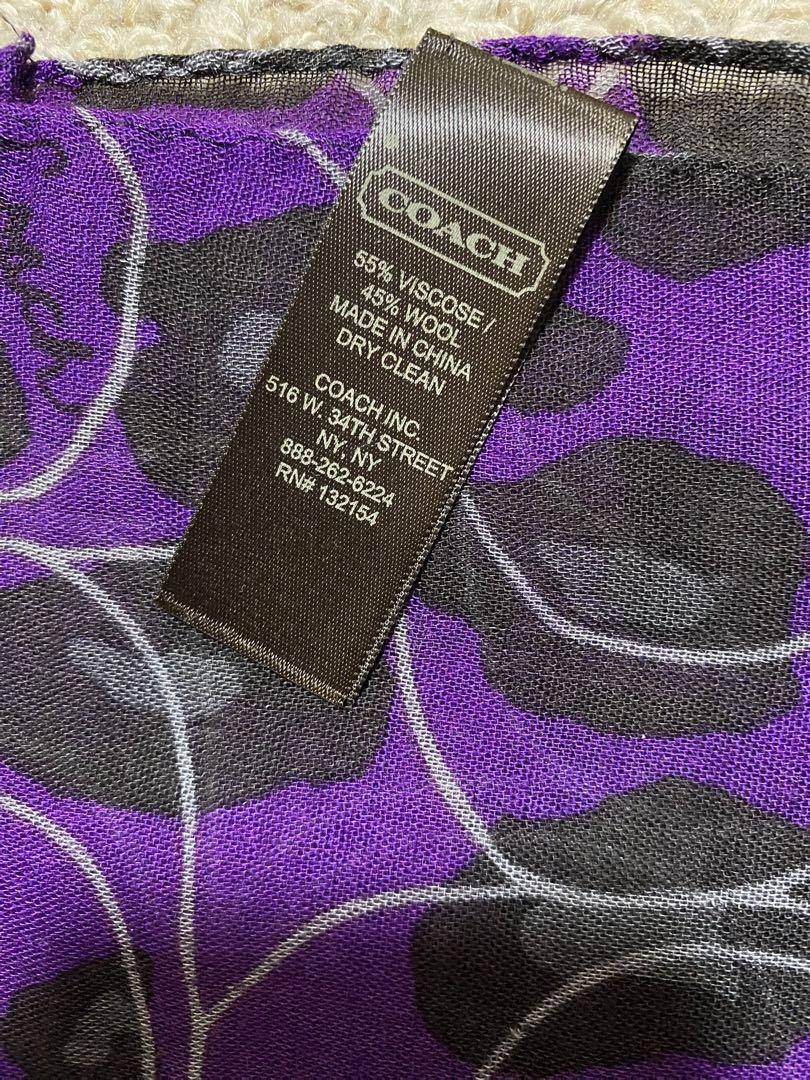 COACH
55% VISCOSE /
45% WOOL
MADE IN CHINA
DRY CLEAN
COACH INC.
516 W. 34TH STREET
NY, NY
888-262-6224
RN# 132154